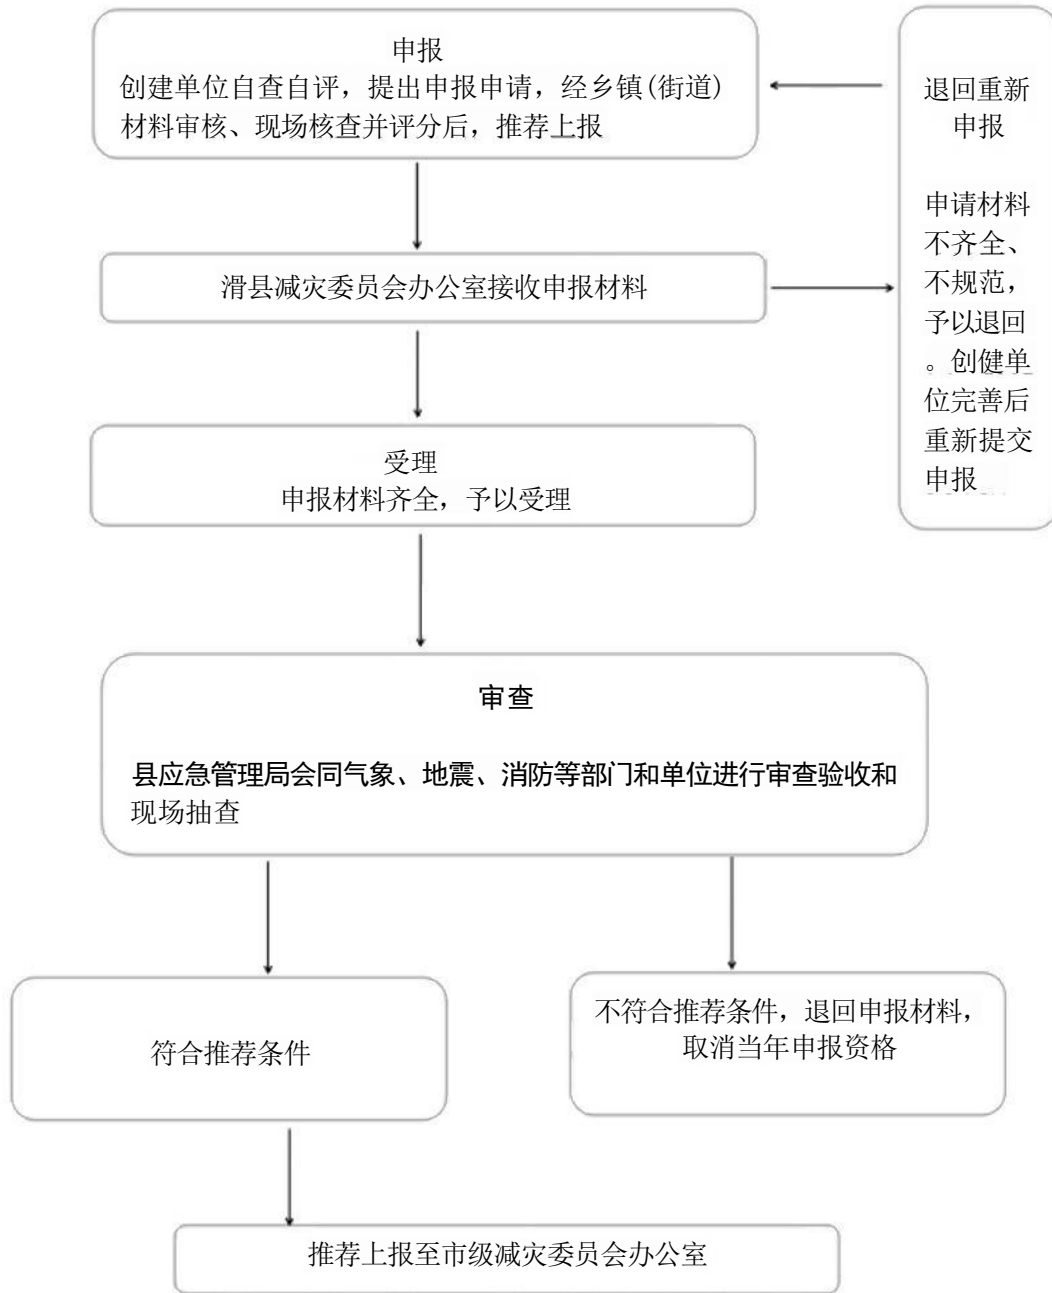 申报
创建单位自查自评，提出申报申请，经乡镇(街道)
材料审核、现场核查并评分后，推荐上报
退回重新
申报
申请材料
不齐全、
不规范，
予以退回
。创健单
位完善后
重新提交
申报
滑县减灾委员会办公室接收申报材料
受理
申报材料齐全，予以受理
审查
县应急管理局会同气象、地震、消防等部门和单位进行审查验收和
现场抽查
符合推荐条件
不符合推荐条件，退回申报材料，
取消当年申报资格
推荐上报至市级减灾委员会办公室